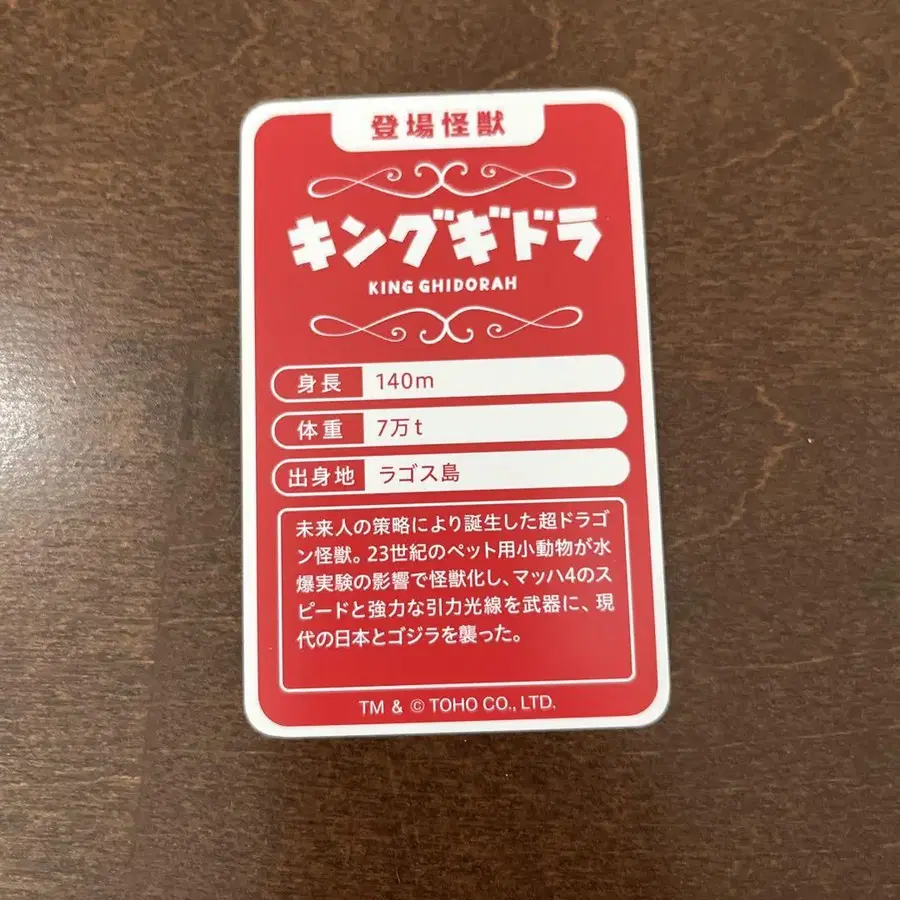 登場怪獣
キングギドラ
KING GHIDORAH
身長 140m
体重 7万t
出身地 ラゴス島
未来人の策略により誕生した超ドラゴ
ン怪獣。23世紀のペット用小動物が水
爆実験の影響で怪獣化し、マッハ4のス
ピードと強力な引力光線を武器に、現
代の日本とゴジラを襲った。
TM & © TOHO CO., LTD.